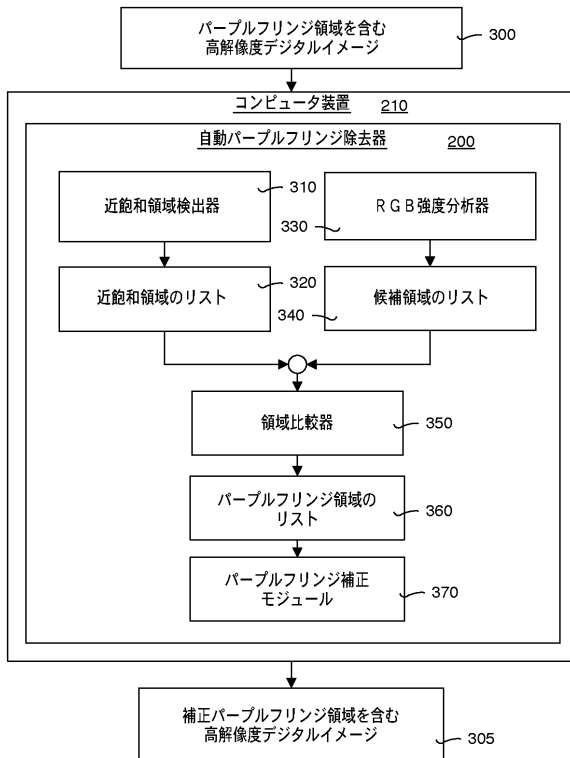 パープルフリンジ領域を含む
高解像度デジタルイメージ
300
コンピュータ装置 210
自動パープルフリンジ除去器 200
近飽和領域検出器
310
RGB強度分析器
330
近飽和領域のリスト
320
候補領域のリスト
340
領域比較器
350
パープルフリンジ領域の
リスト
360
パープルフリンジ補正
モジュール
370
補正パープルフリンジ領域を含む
高解像度デジタルイメージ
305